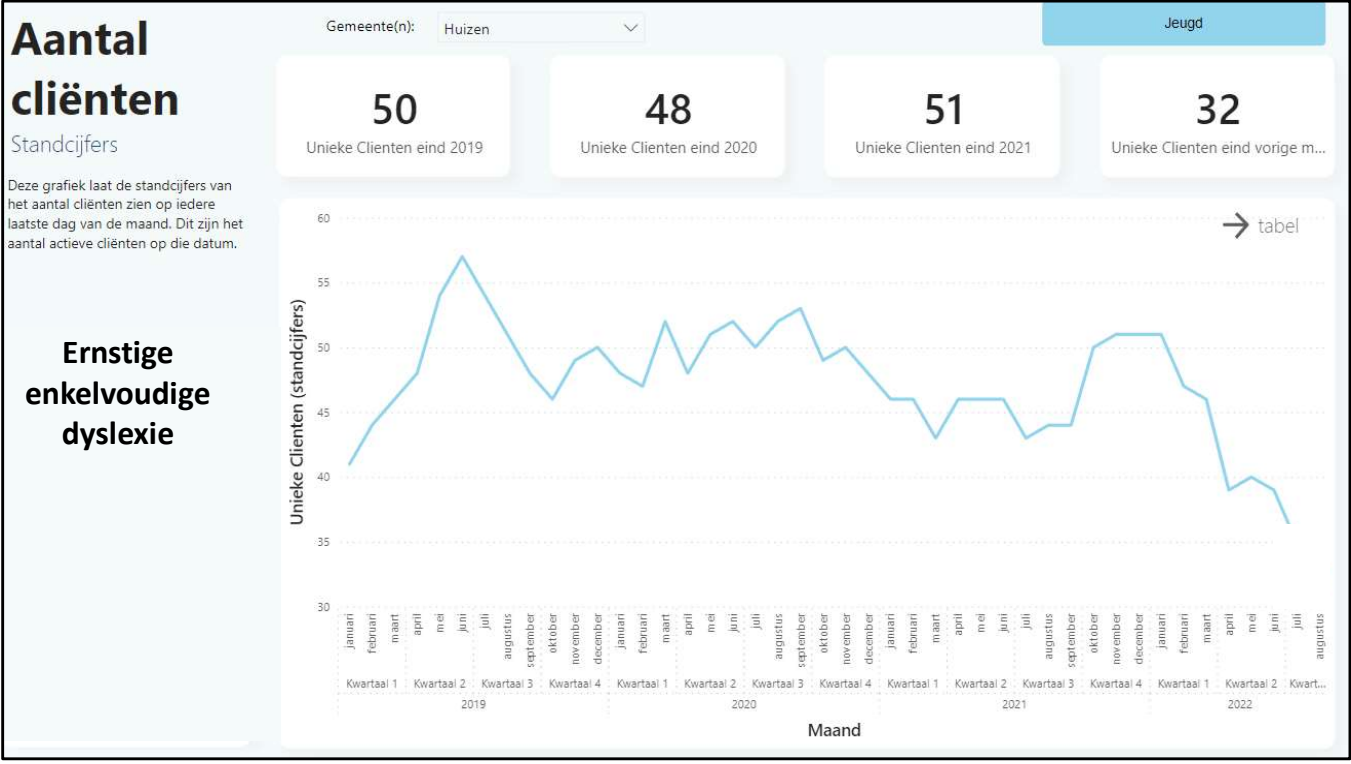 Aantal
cliënten
Standcijfers
Deze grafiek laat de standcijfers van
het aantal cliënten zien op iedere
laatste dag van de maand. Dit zijn het
aantal actieve cliënten op die datum.
Ernstige
enkelvoudige
dyslexie
Gemeente(n): Huizen
Jeugd
50
Unieke Clienten eind 2019
48
Unieke Clienten eind 2020
51
Unieke Clienten eind 2021
32
Unieke Clienten eind vorige m...
tabel
Unieke Clienten (standcijfers)
60
55
50
45
40
35
30
januari februari maart april mei juni juli augustus september oktober november december januari februari maart april mei juni juli augustus september oktober november december januari februari maart april mei juni juli augustus september oktober november december januari februari maart april mei juni juli augustus
Kwartaal 1 Kwartaal 2 Kwartaal 3 Kwartaal 4 Kwartaal 1 Kwartaal 2 Kwartaal 3 Kwartaal 4 Kwartaal 1 Kwartaal 2 Kwartaal 3 Kwartaal 4 Kwartaal 1 Kwartaal 2 Kwart...
2019 2020 2021 2022
Maand